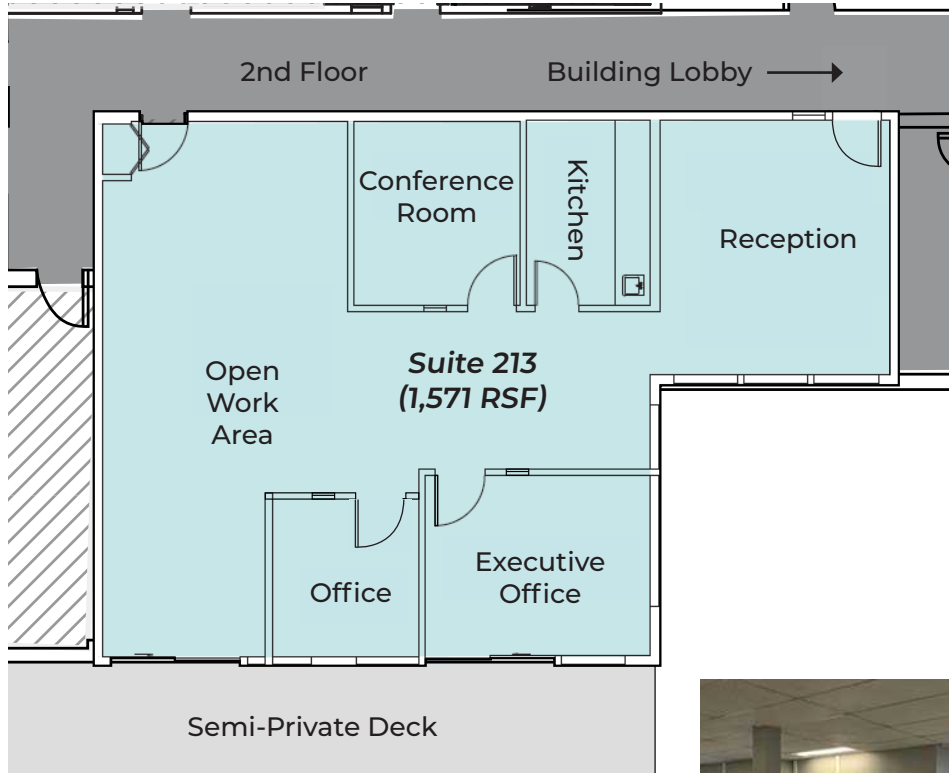 2nd Floor
Building Lobby
Conference
Room
Kitchen
Reception
Suite 213
(1,571 RSF)
Open
Work
Area
Executive
Office
Office
Semi-Private Deck